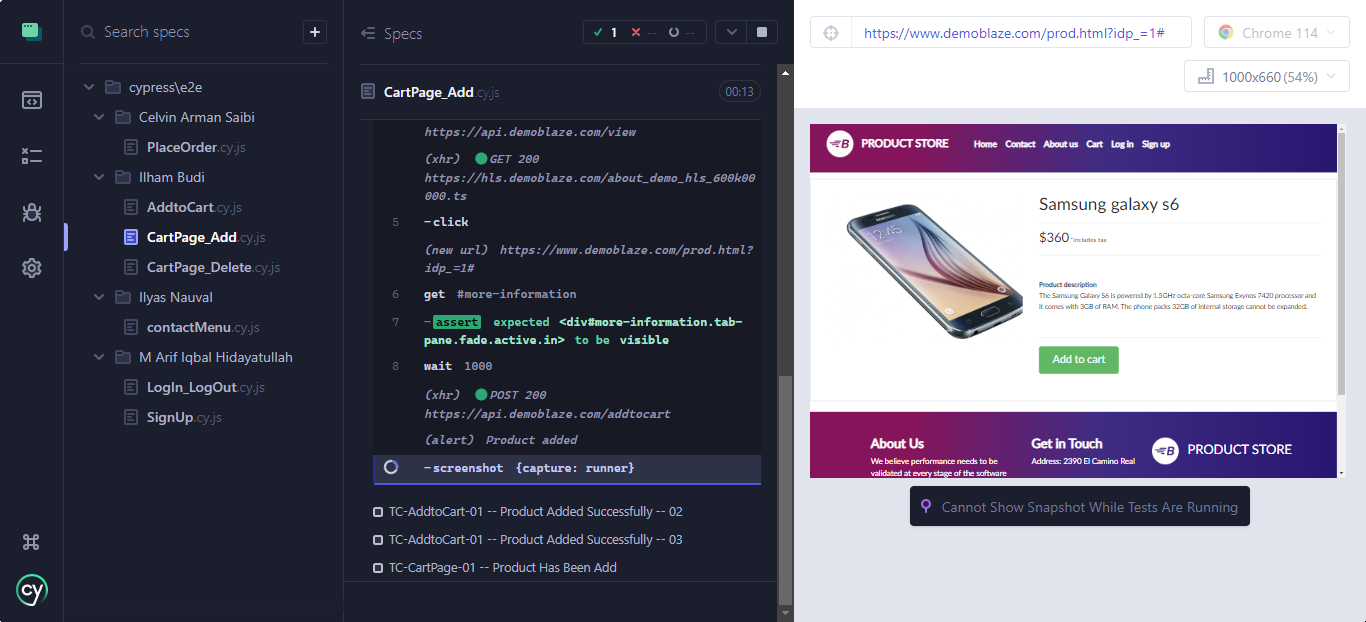 Search specs
+
cypress\e2e
Celvin Arman Saibi
PlaceOrder.cy.js
Ilham Budi
AddtoCart.cy.js
CartPage_Add.cy.js
CartPage_Delete.cy.js
Ilyas Nauval
contactMenu.cy.js
M Arif Iqbal Hidayatullah
LogIn_LogOut.cy.js
SignUp.cy.js
cy
Specs
1 -- --
CartPage_Add.cy.js 00:13
https://api.demoblaze.com/view
(xhr) GET 200
https://hls.demoblaze.com/about_demo_hls_600k00
000.ts
5 -click
(new url) https://www.demoblaze.com/prod.html?
idp_=1#
6 get #more-information
7 -assert expected <div#more-information.tab-
pane.fade.active.in> to be visible
8 wait 1000
(xhr) POST 200
https://api.demoblaze.com/addtocart
(alert) Product added
-screenshot {capture: runner}
TC-AddtoCart-01 -- Product Added Successfully -- 02
TC-AddtoCart-01 -- Product Added Successfully -- 03
TC-CartPage-01 -- Product Has Been Add
https://www.demoblaze.com/prod.html?idp_=1#
Chrome 114
1000x660 (54%)
B PRODUCT STORE Home Contact About us Cart Log in Sign up
12:45
Samsung galaxy s6
$360 *includes tax
Product description
The Samsung Galaxy S6 is powered by 1.5GHz octa-core Samsung Exynos 7420 processor and
it comes with 3GB of RAM. The phone packs 32GB of internal storage cannot be expanded.
Add to cart
About Us
We believe performance needs to be
validated at every stage of the software
Get in Touch
Address: 2390 El Camino Real
B PRODUCT STORE
Cannot Show Snapshot While Tests Are Running